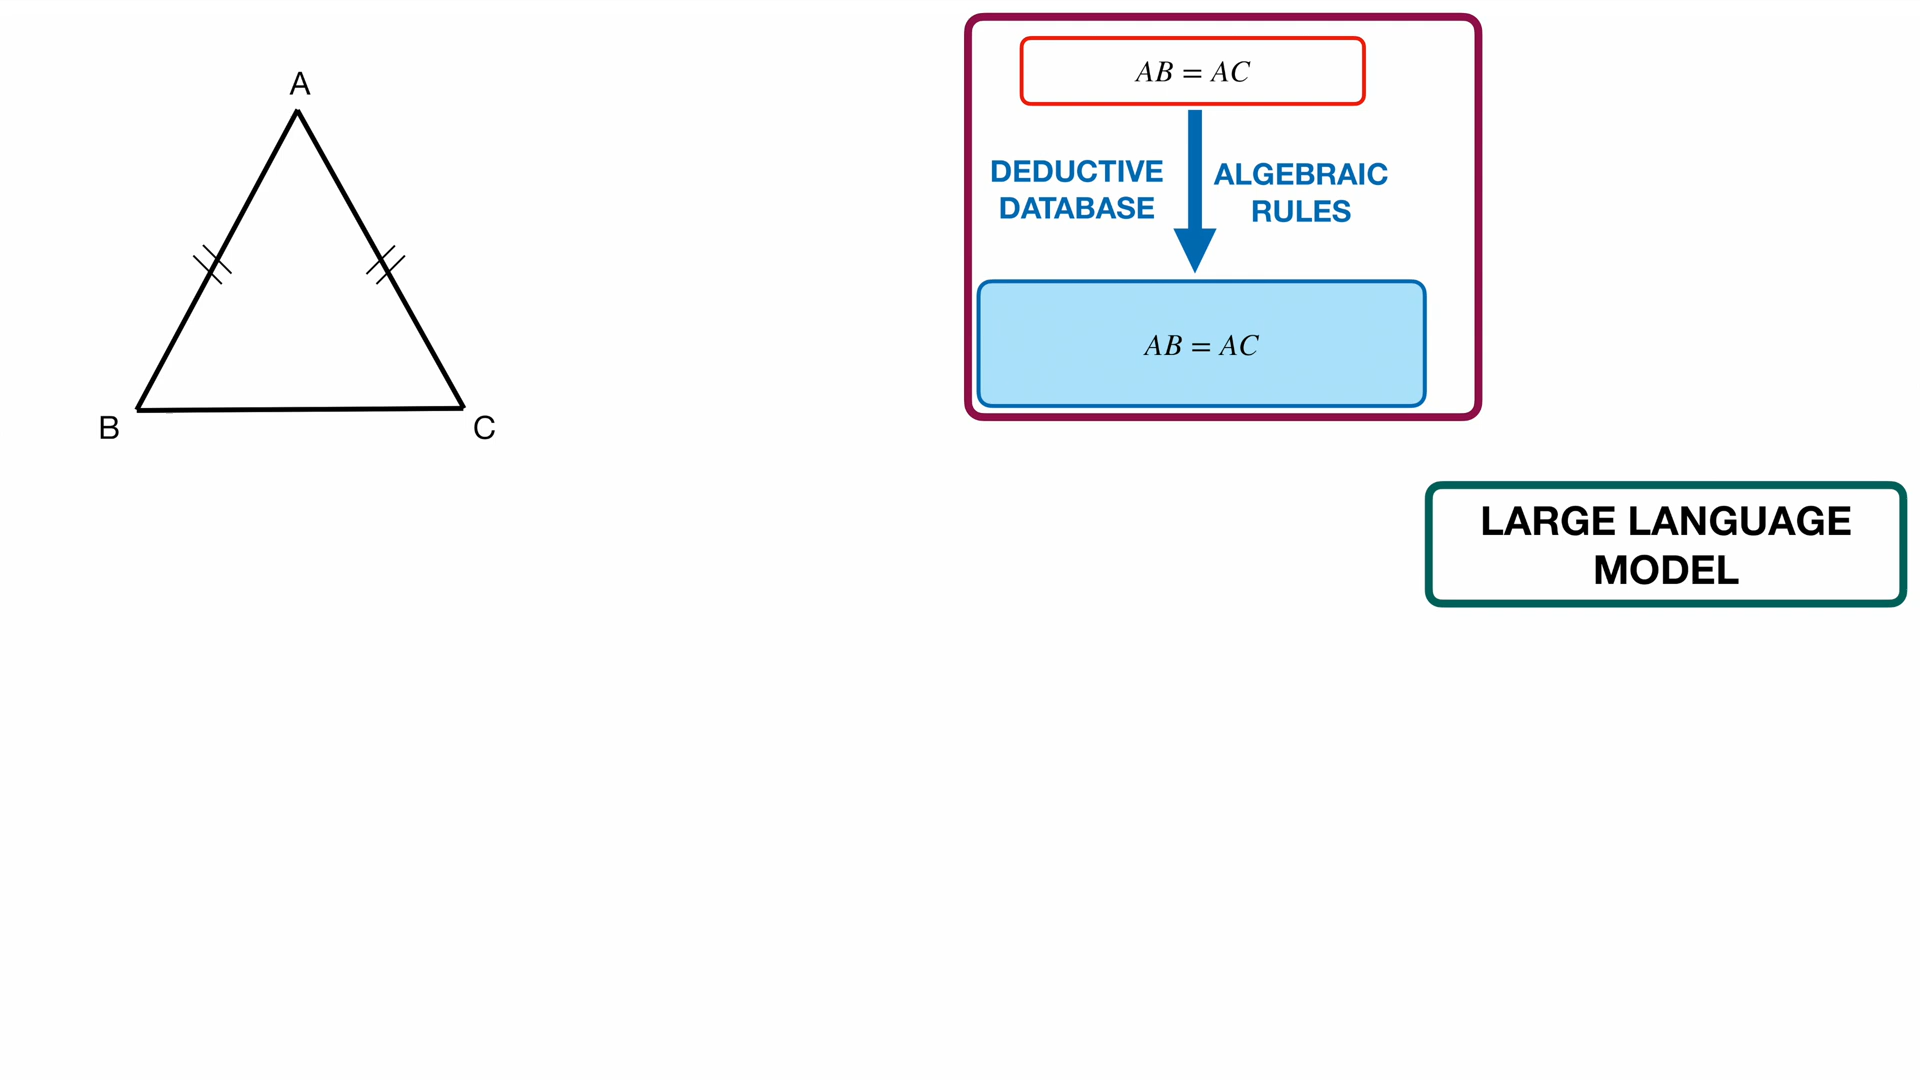 A
B
C
AB = AC
DEDUCTIVE
DATABASE
ALGEBRAIC
RULES
AB = AC
LARGE LANGUAGE
MODEL